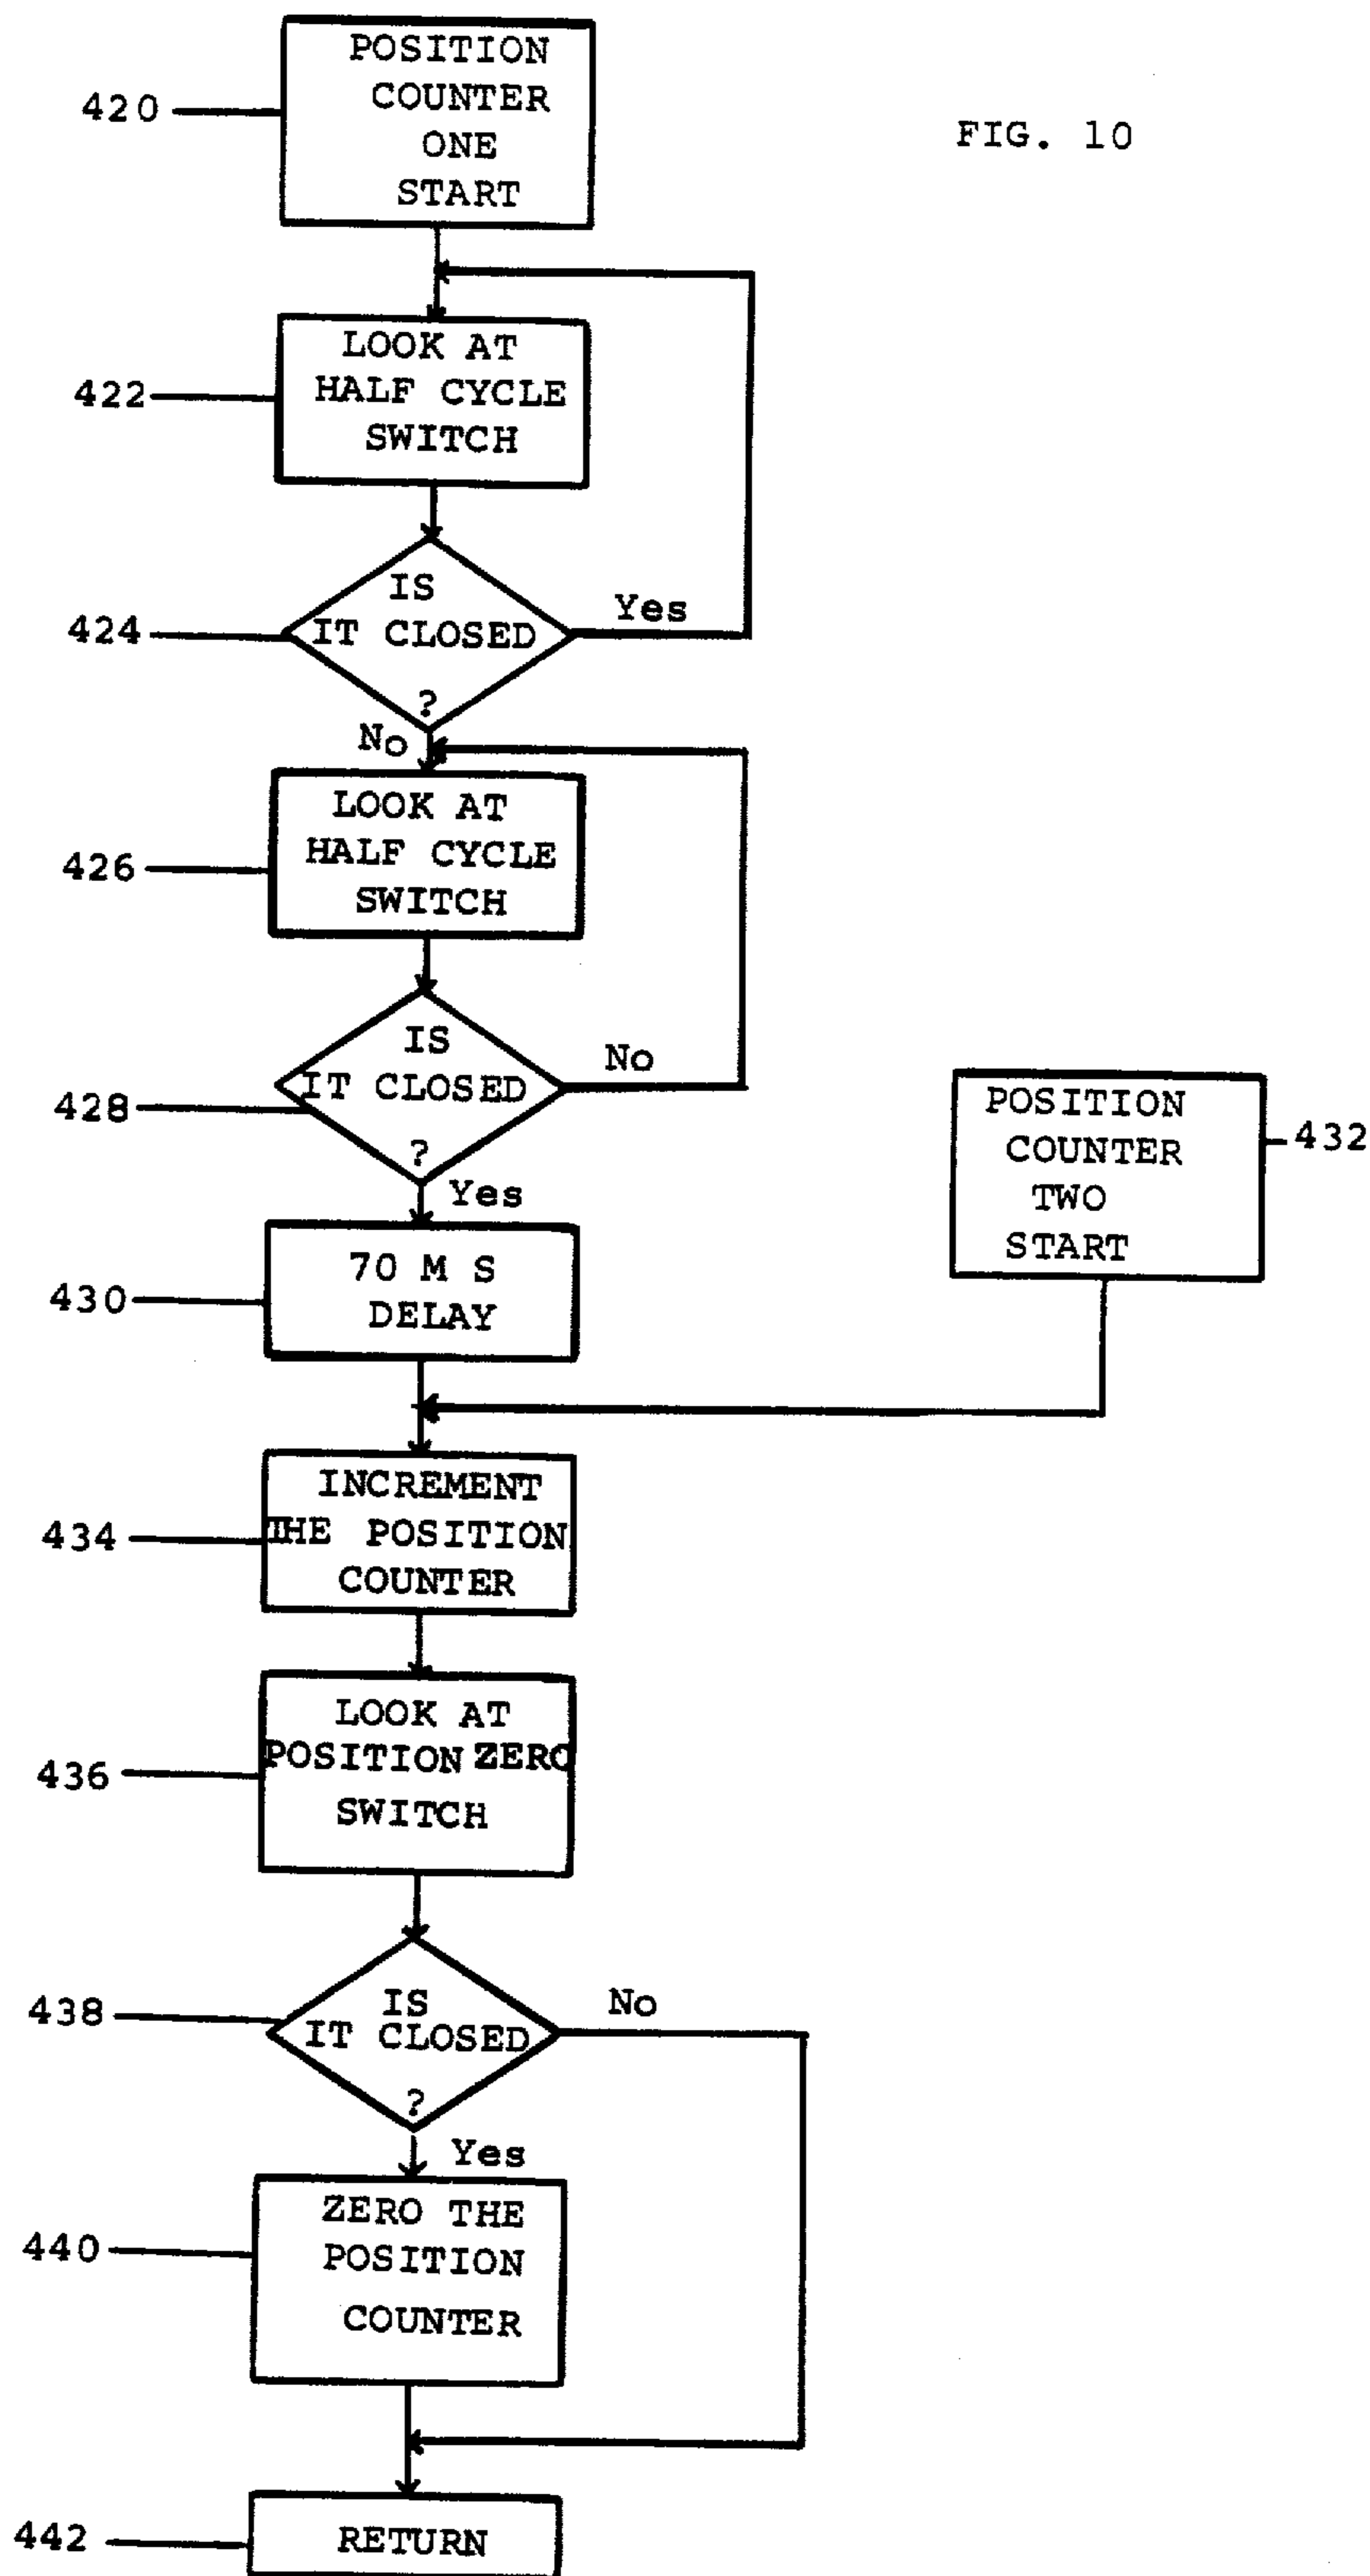 FIG. 10
420
POSITION
COUNTER
ONE
START
422
LOOK AT
HALF CYCLE
SWITCH
424
IS
IT CLOSED
?
Yes
No
426
LOOK AT
HALF CYCLE
SWITCH
428
IS
IT CLOSED
?
No
Yes
430
70 M S
DELAY
432
POSITION
COUNTER
TWO
START
434
INCREMENT
THE POSITION
COUNTER
436
LOOK AT
POSITION ZERO
SWITCH
438
IS
IT CLOSED
?
No
Yes
440
ZERO THE
POSITION
COUNTER
442
RETURN